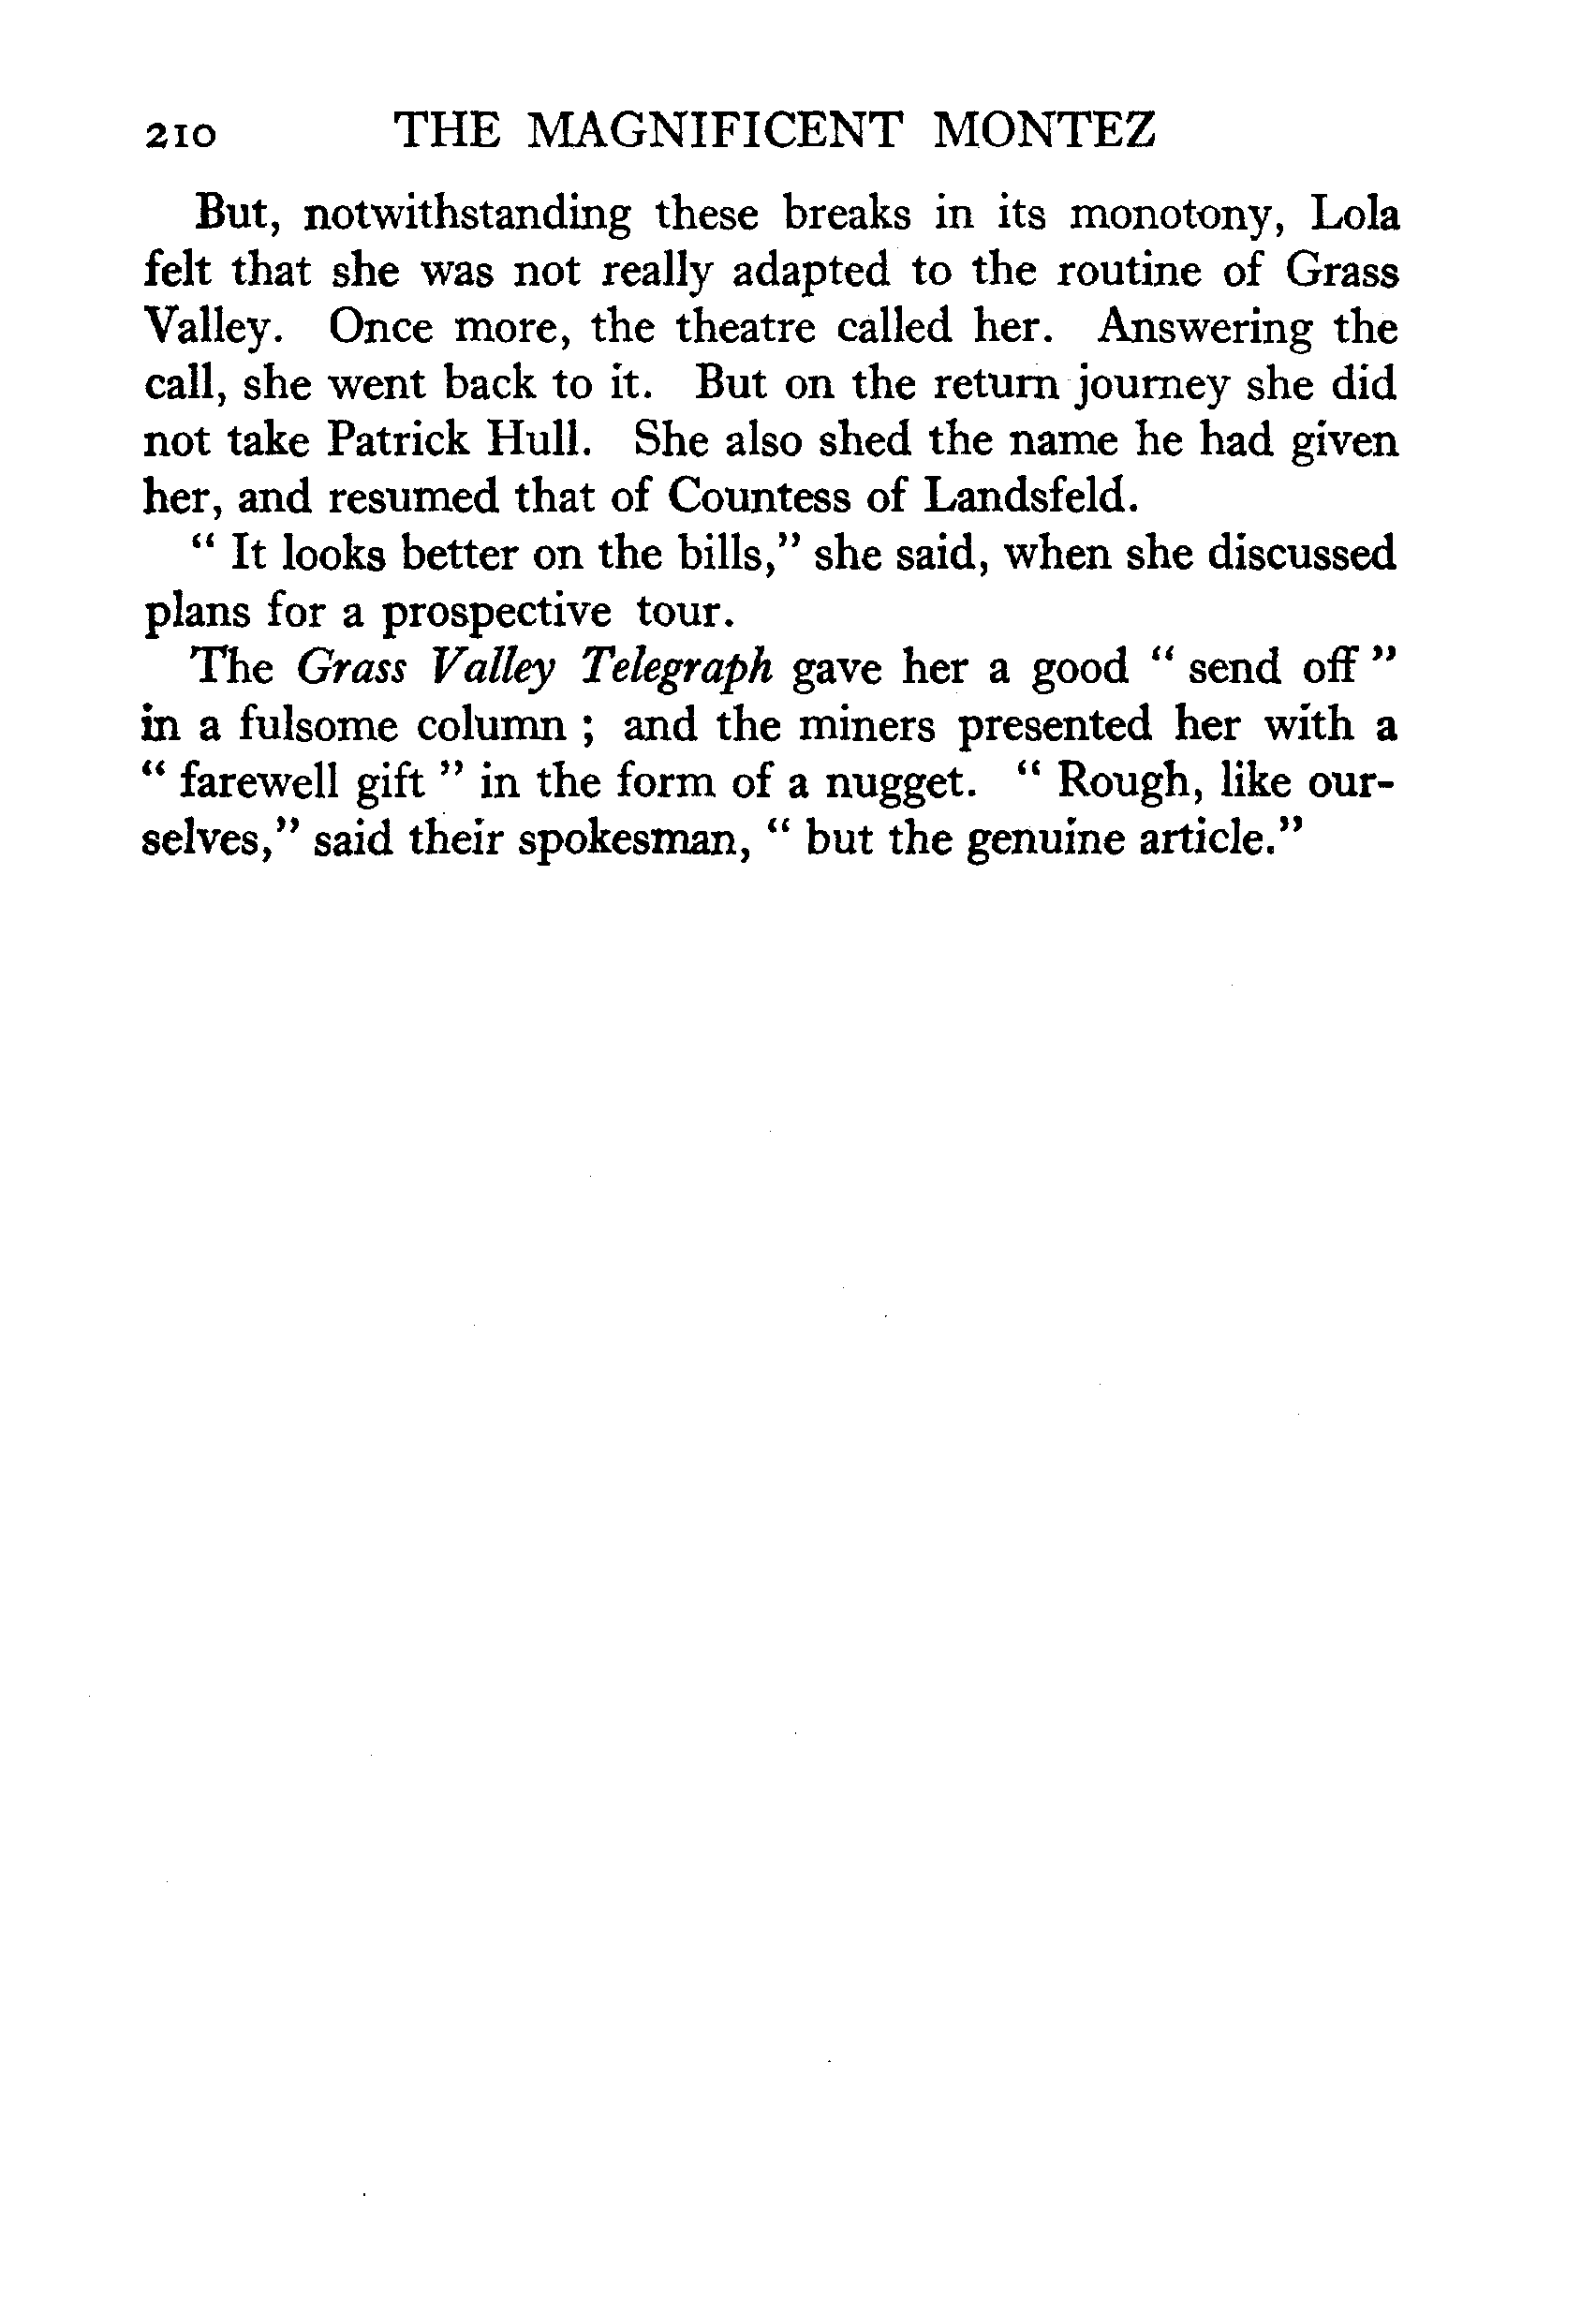 210 THE MAGNIFICENT MONTEZ
But, notwithstanding these breaks in its monotony, Lola
felt that she was not really adapted to the routine of Grass
Valley. Once more, the theatre called her. Answering the
call, she went back to it. But on the return journey she did
not take Patrick Hull. She also shed the name he had given
her, and resumed that of Countess of Landsfeld.
“ It looks better on the bills,” she said, when she discussed
plans for a prospective tour.
The Grass Valley Telegraph gave her a good “ send off ”
in a fulsome column ; and the miners presented her with a
“ farewell gift ” in the form of a nugget. “ Rough, like our-
selves,” said their spokesman, “ but the genuine article.”